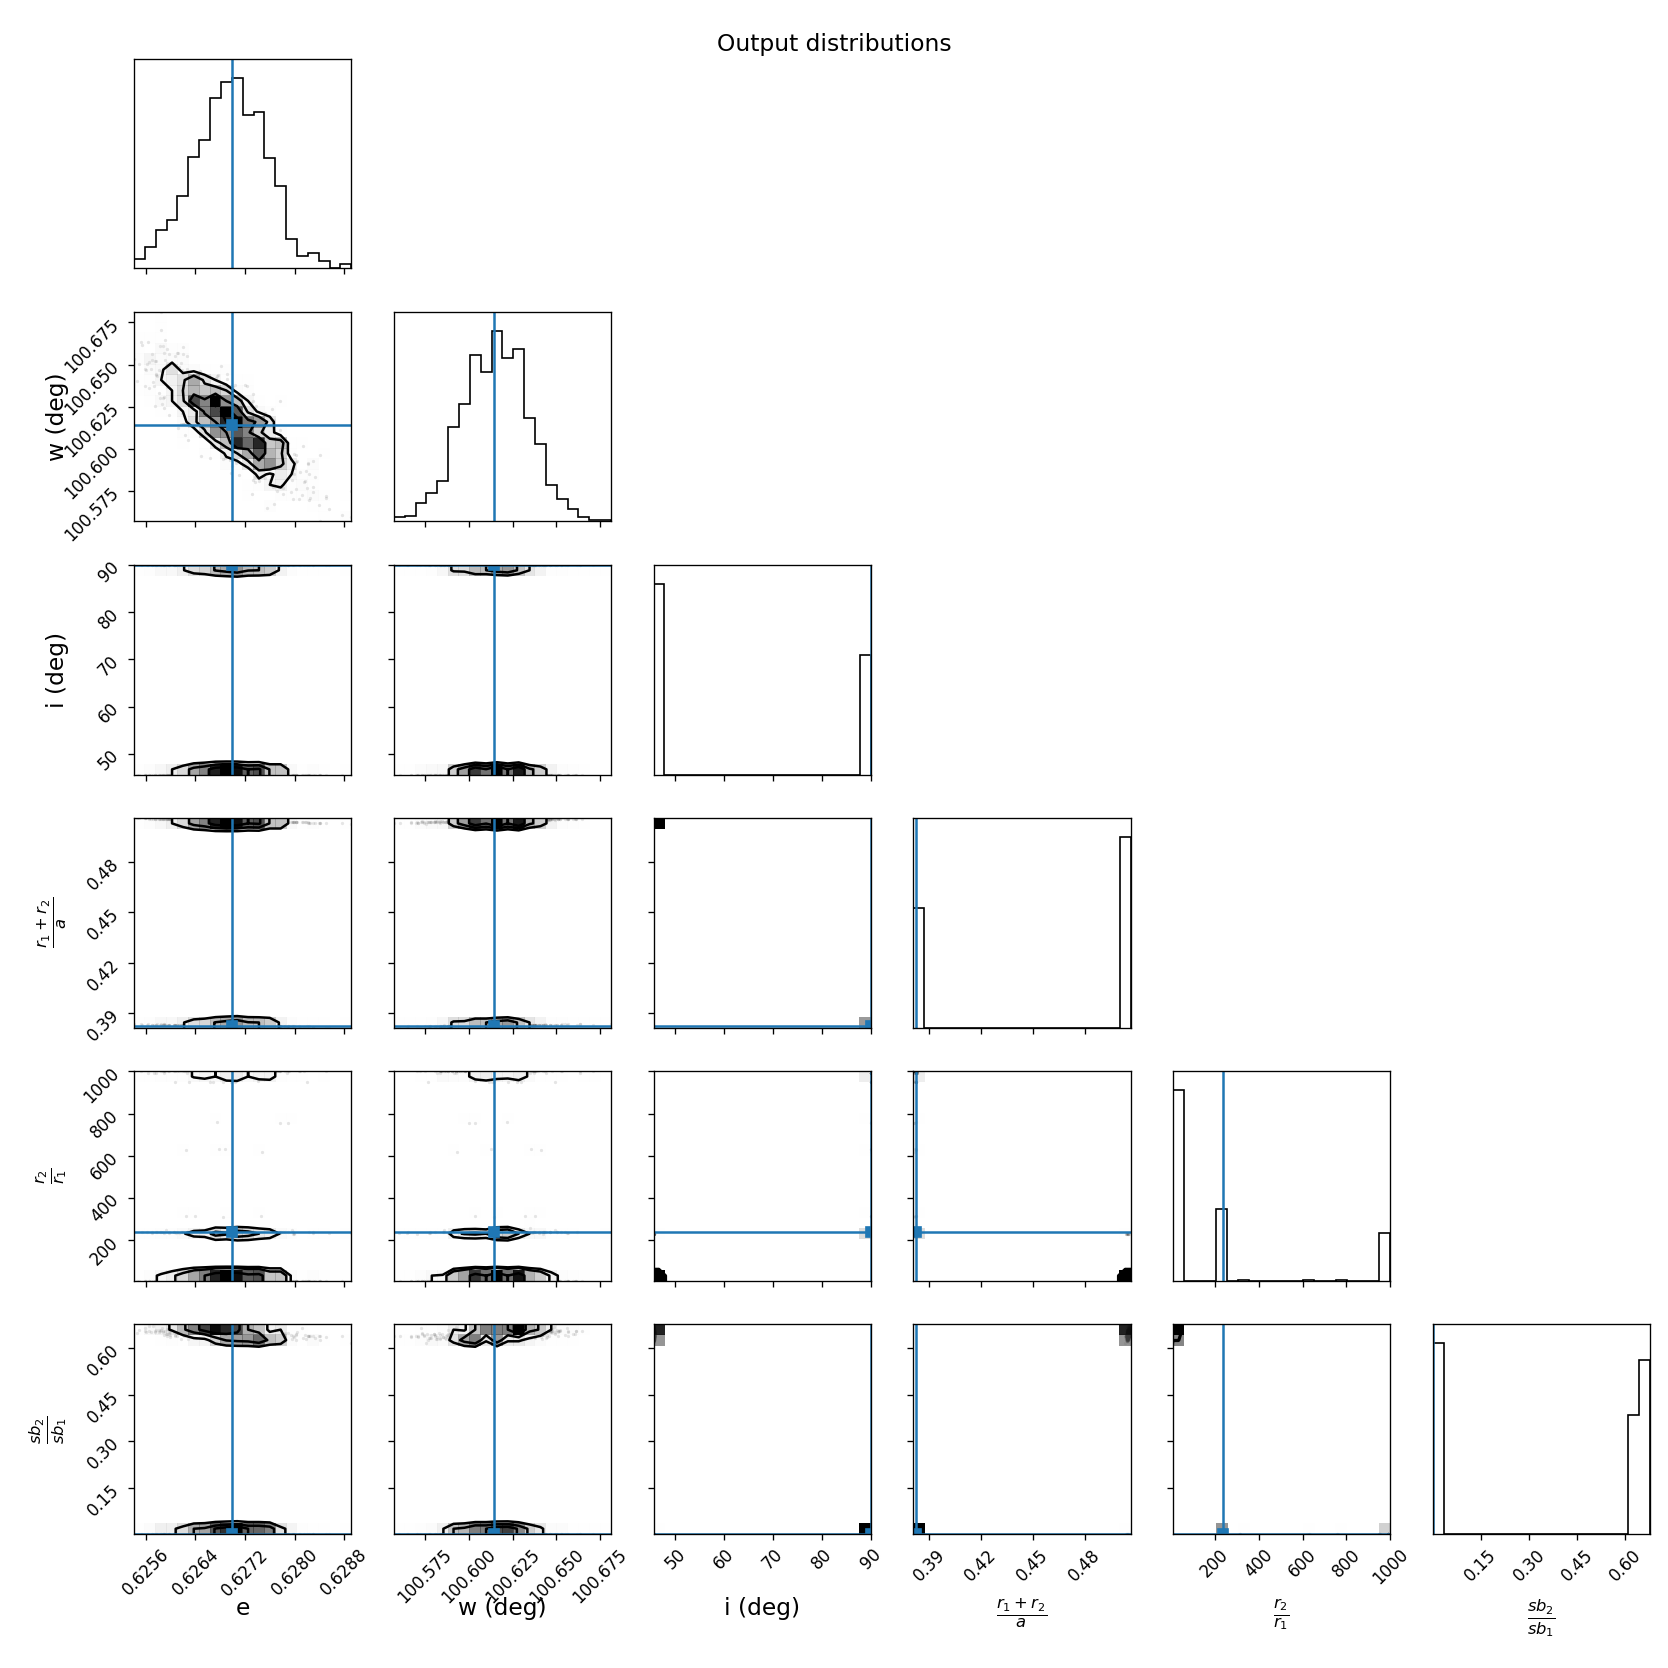 Output distributions
100.675
100.650
100.625
100.600
100.575
w (deg)
90
80
70
60
50
i (deg)
0.48
0.45
0.42
0.39
r₁ + r₂
a
1000
800
600
400
200
r₂
r₁
0.60
0.45
0.30
0.15
sb₂
sb₁
0.6256 0.6264 0.6272 0.6280 0.6288
e
100.575 100.600 100.625 100.650 100.675
w (deg)
50 60 70 80 90
i (deg)
0.39 0.42 0.45 0.48
r₁ + r₂
a
200 400 600 800 1000
r₂
r₁
0.15 0.30 0.45 0.60
sb₂
sb₁